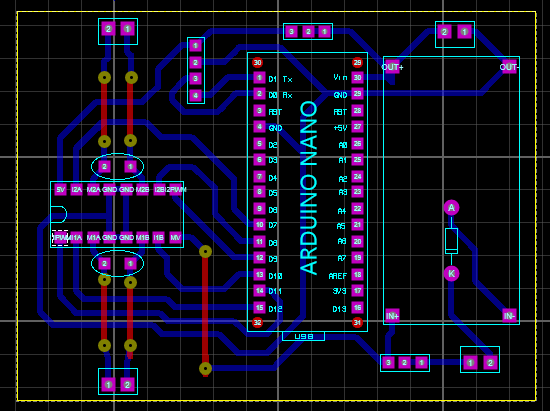 2 1
3 2 1
2 1
1
2
3
4
30 29
1 D1 Tx Vin 30
2 D0 Rx GND 29
3 RST RST 28
4 GND +5V 27
5 D2 A0 26
6 D3 A1 25
7 D4 A2 24
8 D5 A3 23
9 D6 A4 22
10 D7 A5 21
11 D8 A6 20
12 D9 A7 19
13 D10 AREF 18
14 D11 3V3 17
15 D12 D13 16
32 31
ARDUINO NANO
USB
OUT+ OUT-
2 1
5V I2A M2A GND GND M2B I2B 2PWM
1PWM I1A M1A GND GND M1B I1B MV
2 1
A
K
IN+ IN-
3 2 1
1 2
1 2